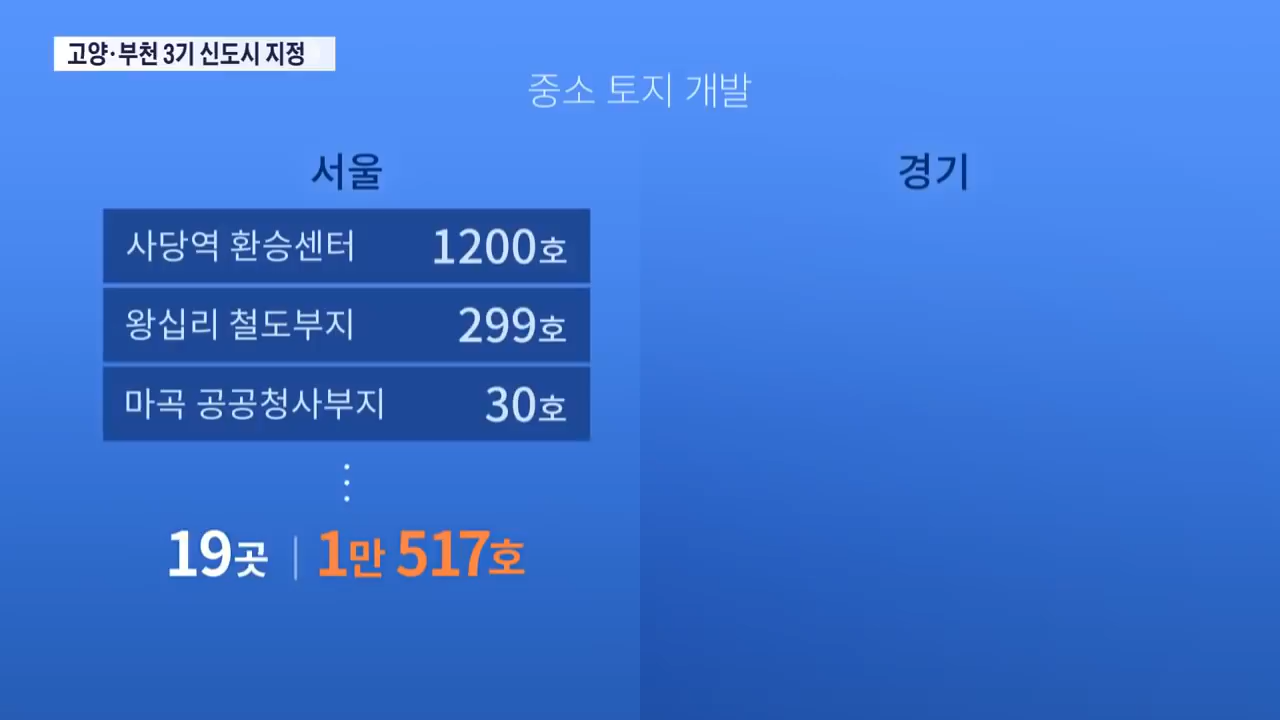 고양·부천 3기 신도시 지정
중소 토지 개발
서울
사당역 환승센터 1200호
왕십리 철도부지 299호
마곡 공공청사부지 30호
⋮
19곳 | 1만 517호
경기